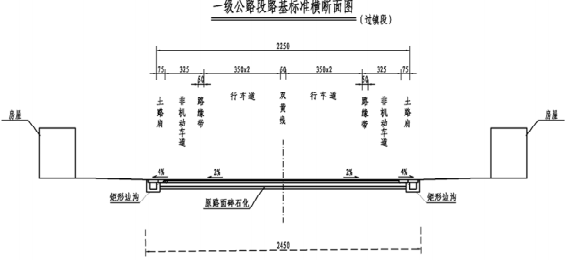 一级公路段路基标准横断面图
(过镇段)
2250
75 325 50 350x2 50 350x2 50 325 75
土路肩 非机动车道 路缘带 行车道 双黄线 行车道 路缘带 非机动车道 土路肩
房屋 房屋
4% 2% 2% 4%
矩形边沟 原路面碎石化 矩形边沟
2450